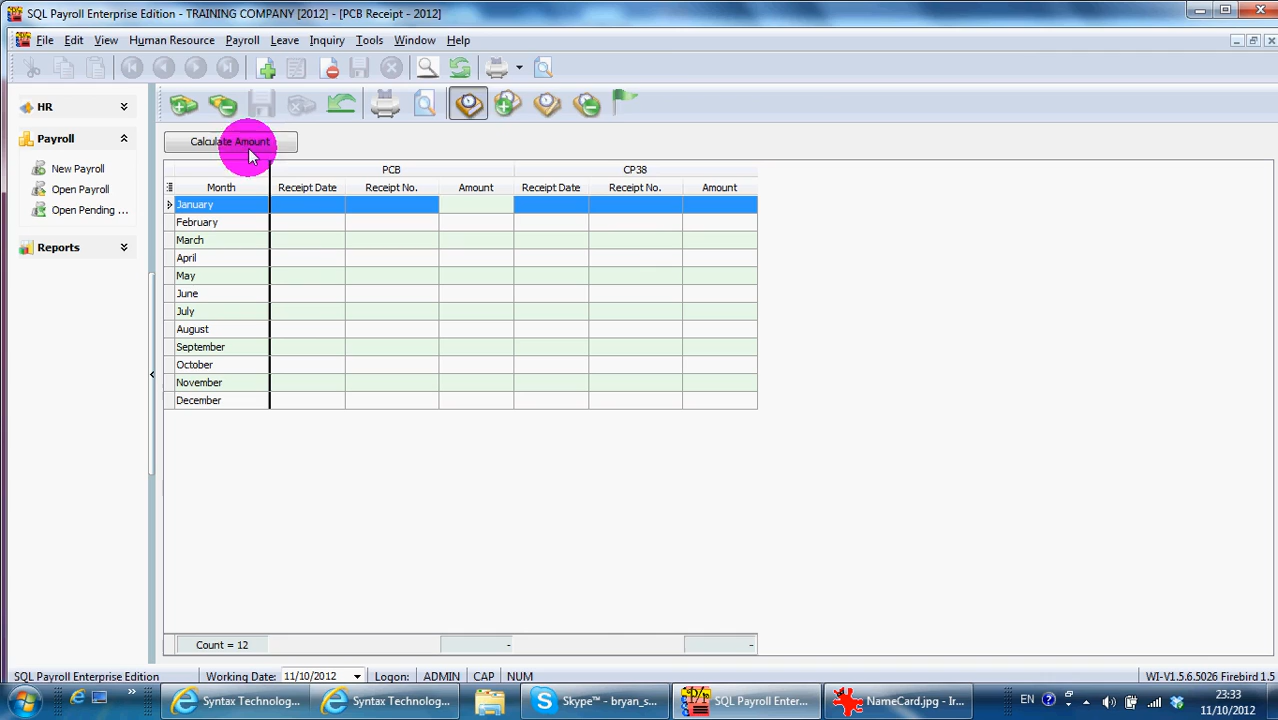 SQL Payroll Enterprise Edition - TRAINING COMPANY [2012] - [PCB Receipt - 2012]
File Edit View Human Resource Payroll Leave Inquiry Tools Window Help
HR
Payroll
New Payroll
Open Payroll
Open Pending ...
Reports
Calculate Amount
PCB CP38
Month Receipt Date Receipt No. Amount Receipt Date Receipt No. Amount
January
February
March
April
May
June
July
August
September
October
November
December
Count = 12 - -
SQL Payroll Enterprise Edition Working Date: 11/10/2012 Logon: ADMIN CAP NUM WI-V1.5.6.5026 Firebird 1.5
Syntax Technolog... Syntax Technolog... Skype™ - bryan_s... SQL Payroll Enter... NameCard.jpg - Ir... EN 23:33
11/10/2012